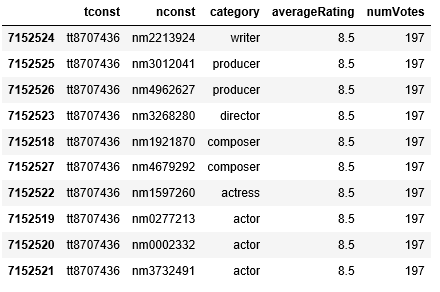 tconst nconst category averageRating numVotes
7152524 tt8707436 nm2213924 writer 8.5 197
7152525 tt8707436 nm3012041 producer 8.5 197
7152526 tt8707436 nm4962627 producer 8.5 197
7152523 tt8707436 nm3268280 director 8.5 197
7152518 tt8707436 nm1921870 composer 8.5 197
7152527 tt8707436 nm4679292 composer 8.5 197
7152522 tt8707436 nm1597260 actress 8.5 197
7152519 tt8707436 nm0277213 actor 8.5 197
7152520 tt8707436 nm0002332 actor 8.5 197
7152521 tt8707436 nm3732491 actor 8.5 197